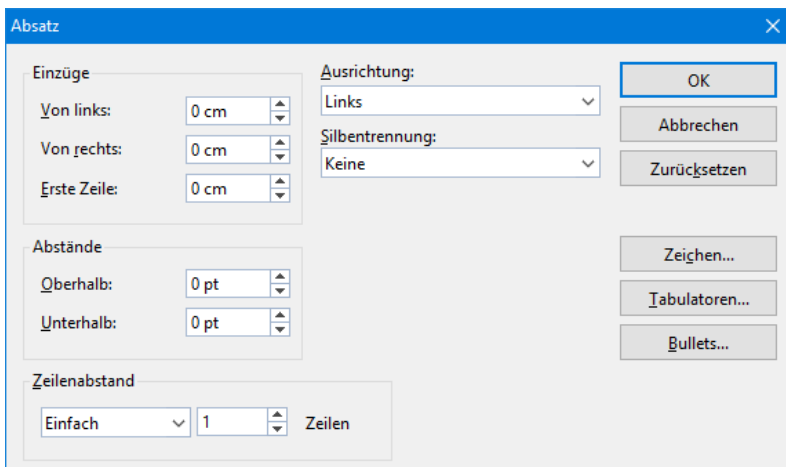 Absatz
Einzüge
Von links:
0 cm
Von rechts:
0 cm
Erste Zeile:
0 cm
Ausrichtung:
Links
Silbentrennung:
Keine
OK
Abbrechen
Zurücksetzen
Abstände
Oberhalb:
0 pt
Unterhalb:
0 pt
Zeichen...
Tabulatoren...
Bullets...
Zeilenabstand
Einfach
1
Zeilen